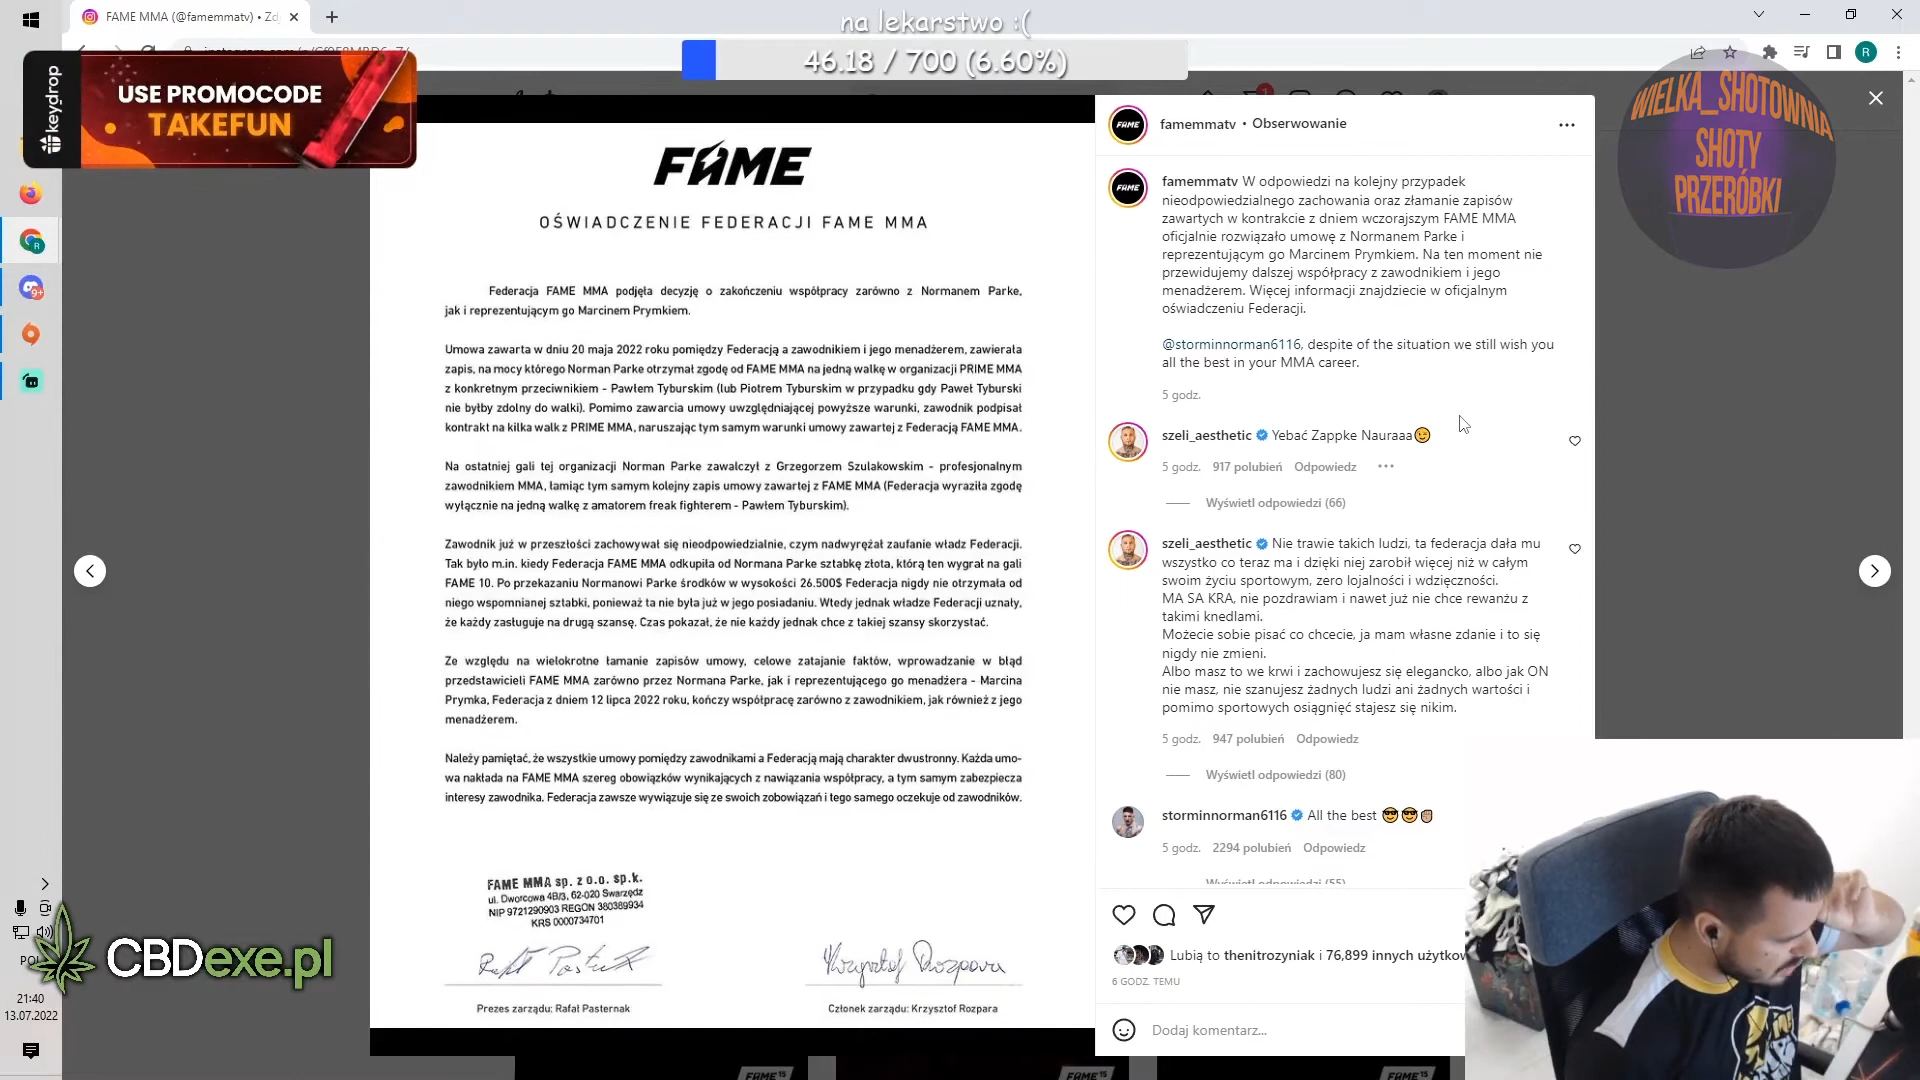 FAME MMA (@famemmatv) • Zd
na lekarstwo :(
46.18 / 700 (6.60%)
keydrop
USE PROMOCODE
TAKEFUN
WIELKA_SHOTOWNIA
SHOTY
PRZERÓBKI
R
R
9+
1
FAME
OŚWIADCZENIE FEDERACJI FAME MMA
Federacja FAME MMA podjęła decyzję o zakończeniu współpracy zarówno z Normanem Parke,
jak i reprezentującym go Marcinem Prymkiem.
Umowa zawarta w dniu 20 maja 2022 roku pomiędzy Federacją a zawodnikiem i jego menadżerem, zawierała
zapis, na mocy którego Norman Parke otrzymał zgodę od FAME MMA na jedną walkę w organizacji PRIME MMA
z konkretnym przeciwnikiem - Pawłem Tyburskim (lub Piotrem Tyburskim w przypadku gdy Paweł Tyburski
nie byłby zdolny do walki). Pomimo zawarcia umowy uwzględniającej powyższe warunki, zawodnik podpisał
kontrakt na kilka walk z PRIME MMA, naruszając tym samym warunki umowy zawartej z Federacją FAME MMA.
Na ostatniej gali tej organizacji Norman Parke zawalczył z Grzegorzem Szulakowskim - profesjonalnym
zawodnikiem MMA, łamiąc tym samym kolejny zapis umowy zawartej z FAME MMA (Federacja wyraziła zgodę
wyłącznie na jedną walkę z amatorem freak fighterem - Pawłem Tyburskim).
Zawodnik już w przeszłości zachowywał się nieodpowiedzialnie, czym nadwyrężał zaufanie władz Federacji.
Tak było m.in. kiedy Federacja FAME MMA odkupiła od Normana Parke sztabkę złota, którą ten wygrał na gali
FAME 10. Po przekazaniu Normanowi Parke środków w wysokości 26.500$ Federacja nigdy nie otrzymała od
niego wspomnianej sztabki, ponieważ ta nie była już w jego posiadaniu. Wtedy jednak władze Federacji uznały,
że każdy zasługuje na drugą szansę. Czas pokazał, że nie każdy jednak chce z takiej szansy skorzystać.
Ze względu na wielokrotne łamanie zapisów umowy, celowe zatajanie faktów, wprowadzanie w błąd
przedstawicieli FAME MMA zarówno przez Normana Parke, jak i reprezentującego go menadżera - Marcina
Prymka, Federacja z dniem 12 lipca 2022 roku, kończy współpracę zarówno z zawodnikiem, jak również z jego
menadżerem.
Należy pamiętać, że wszystkie umowy pomiędzy zawodnikami a Federacją mają charakter dwustronny. Każda umo-
wa nakłada na FAME MMA szereg obowiązków wynikających z nawiązania współpracy, a tym samym zabezpiecza
interesy zawodnika. Federacja zawsze wywiązuje się ze swoich zobowiązań i tego samego oczekuje od zawodników.
FAME MMA sp. z o.o. sp.k.
ul. Dworcowa 4B/3, 62-020 Swarzędz
NIP 9721290903 REGON 380389934
KRS 0000734701
Prezes zarządu: Rafał Pasternak
Członek zarządu: Krzysztof Rozpara
FAME
famemmatv • Obserwowanie
FAME
famemmatv W odpowiedzi na kolejny przypadek
nieodpowiedzialnego zachowania oraz złamanie zapisów
zawartych w kontrakcie z dniem wczorajszym FAME MMA
oficjalnie rozwiązało umowę z Normanem Parke i
reprezentującym go Marcinem Prymkiem. Na ten moment nie
przewidujemy dalszej współpracy z zawodnikiem i jego
menadżerem. Więcej informacji znajdziecie w oficjalnym
oświadczeniu Federacji.
@storminnorman6116, despite of the situation we still wish you
all the best in your MMA career.
5 godz.
szeli_aesthetic Yebać Zappke Nauraaa😉
5 godz. 917 polubień Odpowiedz
Wyświetl odpowiedzi (66)
szeli_aesthetic Nie trawie takich ludzi, ta federacja dała mu
wszystko co teraz ma i dzięki niej zarobił więcej niż w całym
swoim życiu sportowym, zero lojalności i wdzięczności.
MA SA KRA, nie pozdrawiam i nawet już nie chce rewanżu z
takimi knedlami.
Możecie sobie pisać co chcecie, ja mam własne zdanie i to się
nigdy nie zmieni.
Albo masz to we krwi i zachowujesz się elegancko, albo jak ON
nie masz, nie szanujesz żadnych ludzi ani żadnych wartości i
pomimo sportowych osiągnięć stajesz się nikim.
5 godz. 947 polubień Odpowiedz
Wyświetl odpowiedzi (80)
storminnorman6116 All the best 😎😎✊🏽
5 godz. 2294 polubień Odpowiedz
Wyświetl odpowiedzi (55)
Lubią to thenitrozyniak i 76,899 innych użytkow
6 GODZ. TEMU
Dodaj komentarz...
CBDexe.pl
21:40
13.07.2022
FAME 15
FAME 15
FAME 15